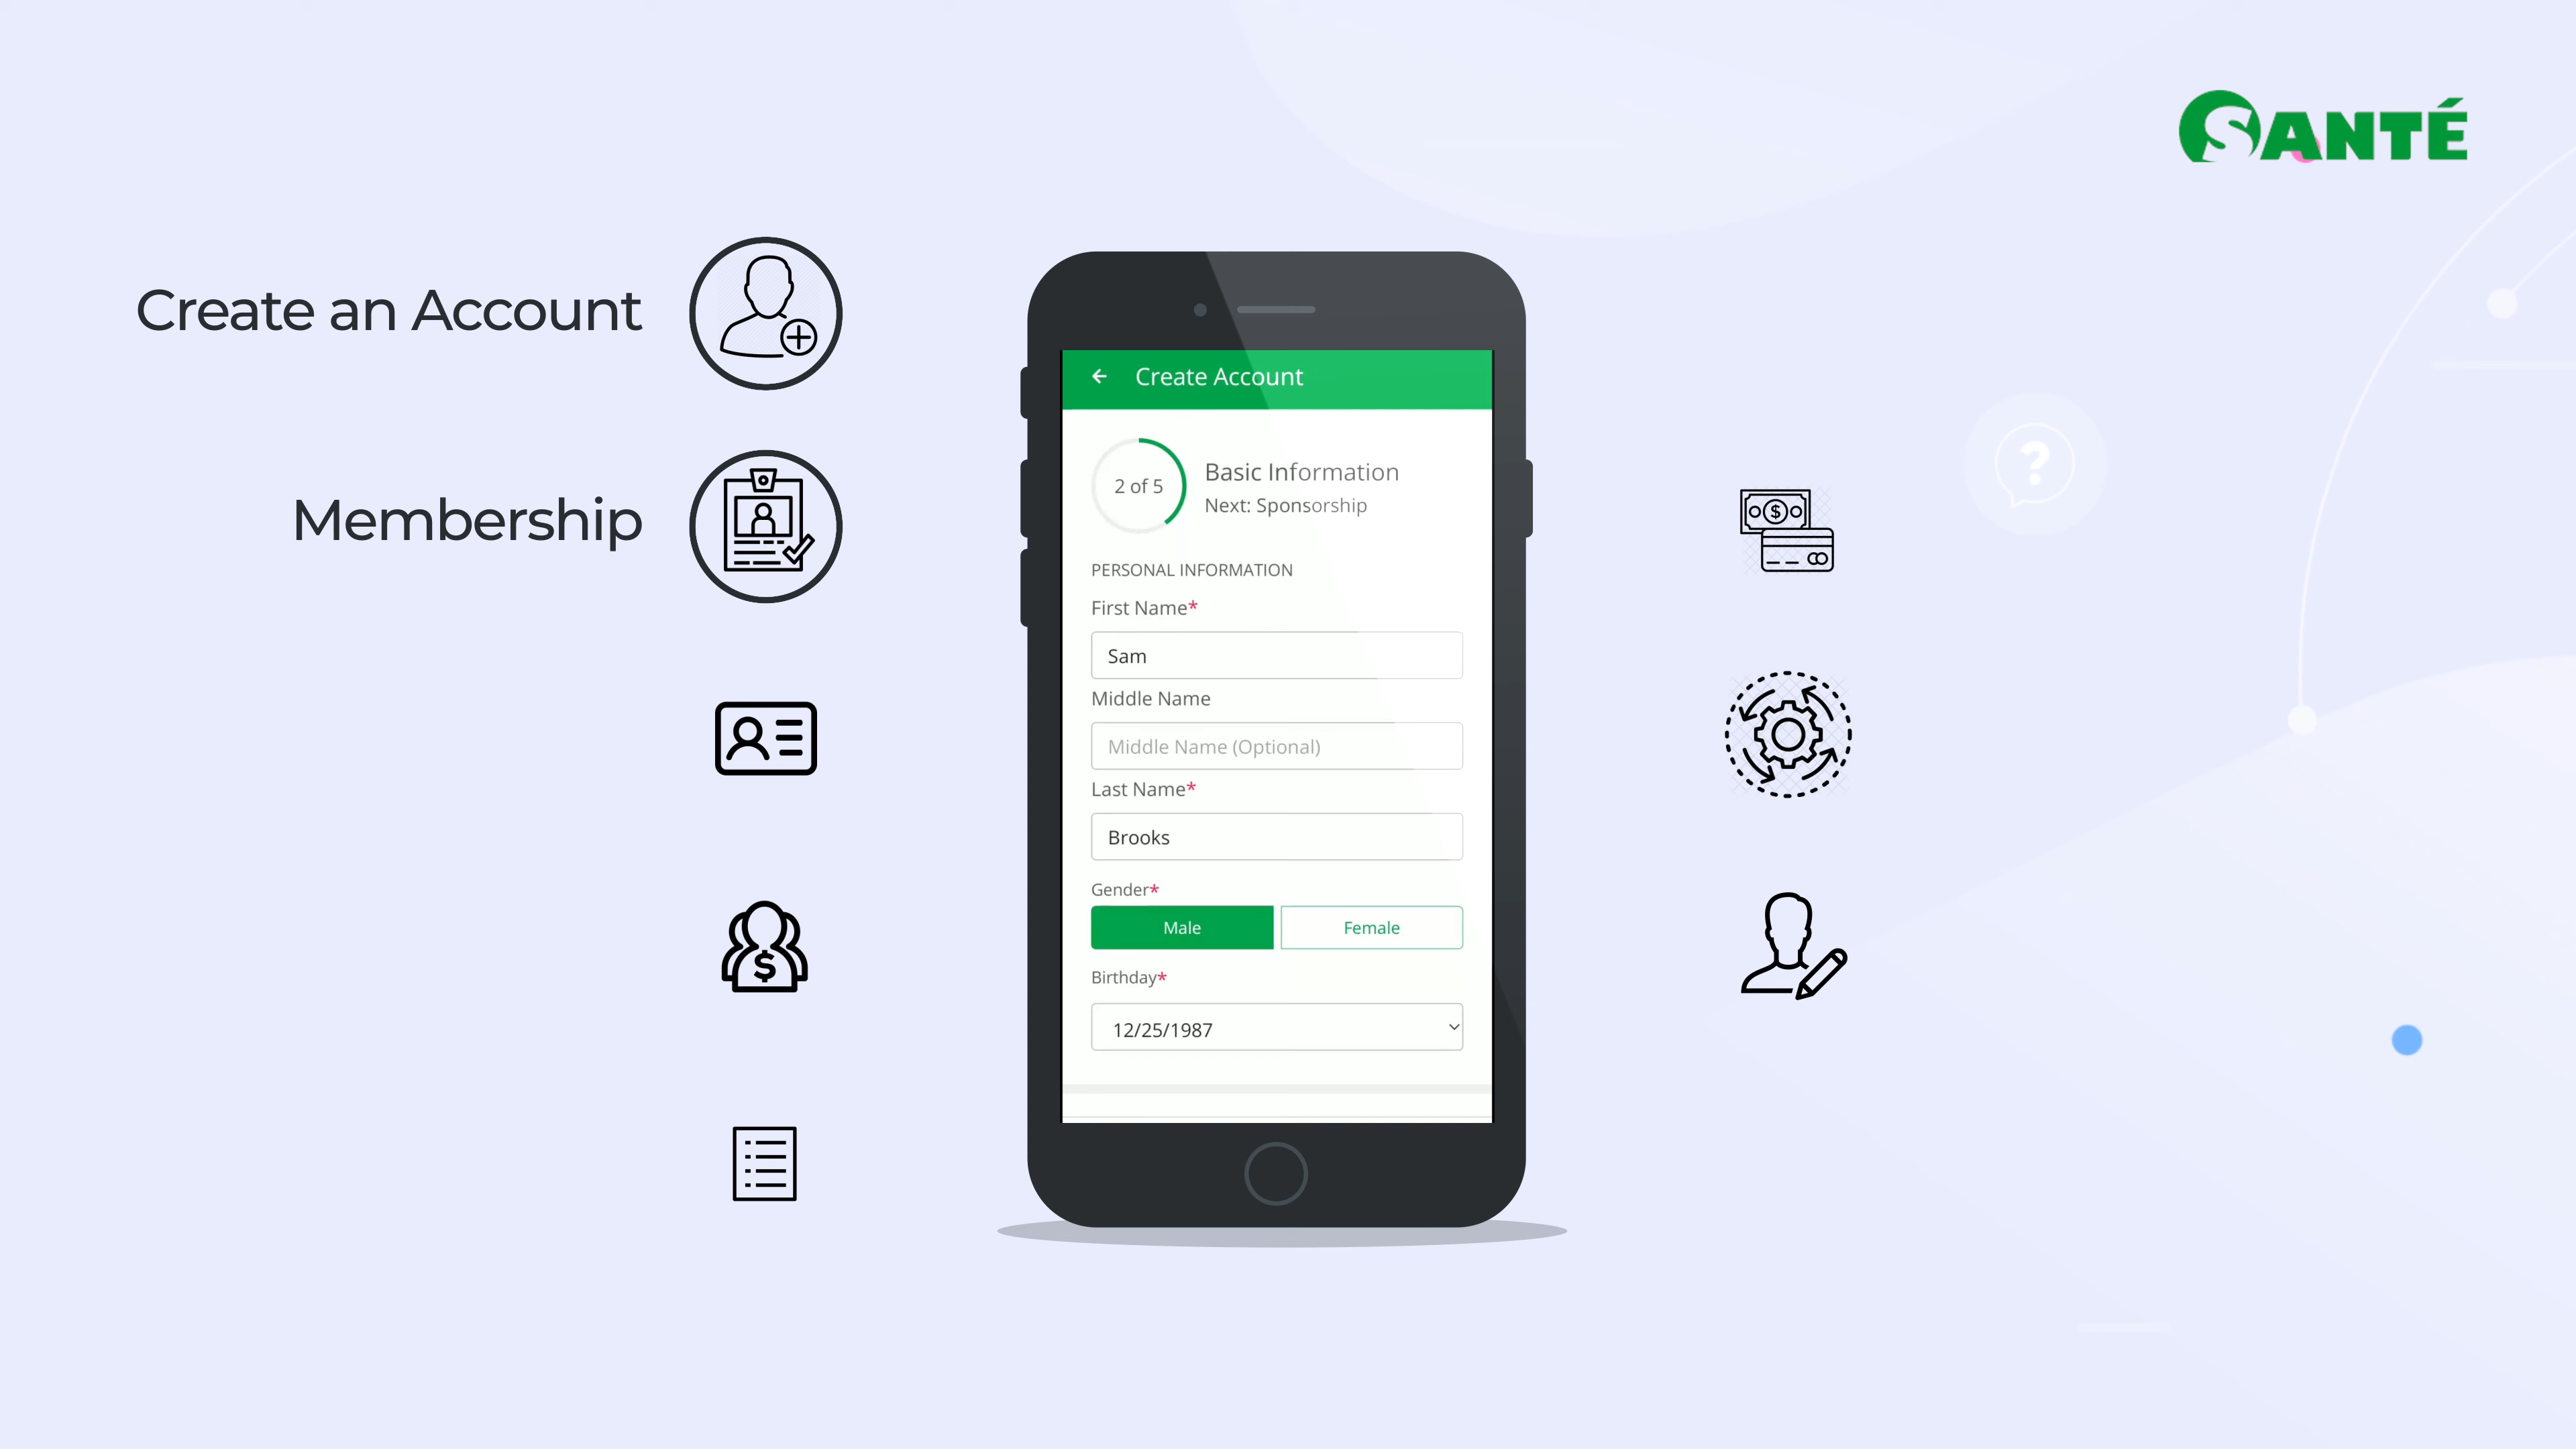 SANTÉ
Create an Account
Membership
Create Account
2 of 5
Basic Information
Next: Sponsorship
PERSONAL INFORMATION
First Name*
Sam
Middle Name
Middle Name (Optional)
Last Name*
Brooks
Gender*
Male
Female
Birthday*
12/25/1987